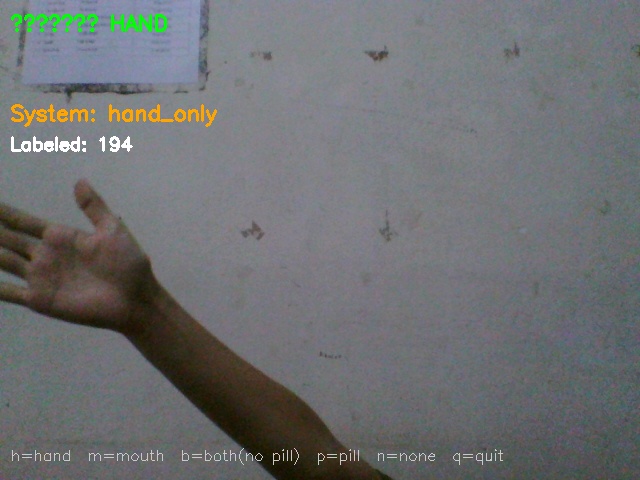 ??????? HAND
System: hand_only
Labeled: 194
h=hand m=mouth b=both(no pill) p=pill n=none q=quit